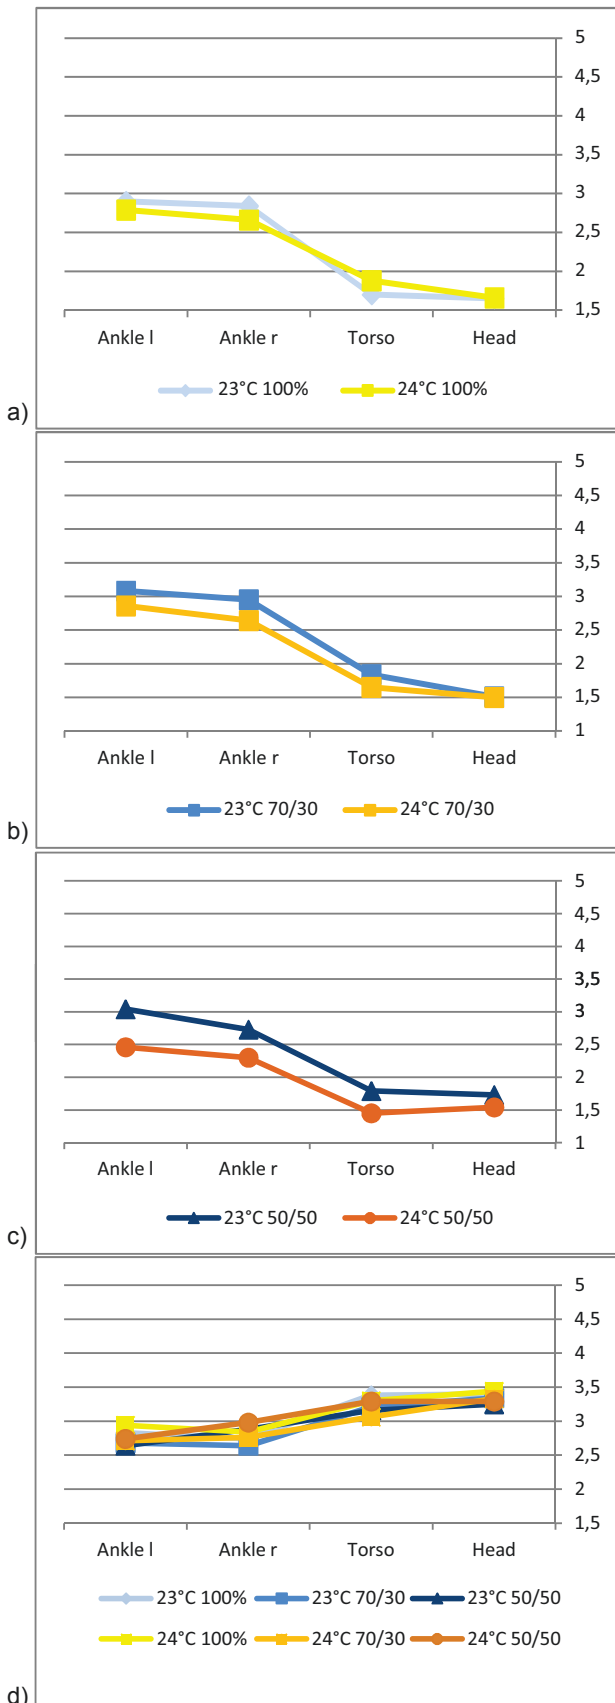 5
4,5
4
3,5
3
2,5
2
1,5
Ankle l Ankle r Torso Head
23°C 100% 24°C 100%
a)
5
4,5
4
3,5
3
2,5
2
1,5
1
Ankle l Ankle r Torso Head
23°C 70/30 24°C 70/30
b)
5
4,5
4
3,5
3
2,5
2
1,5
1
Ankle l Ankle r Torso Head
23°C 50/50 24°C 50/50
c)
5
4,5
4
3,5
3
2,5
2
1,5
Ankle l Ankle r Torso Head
23°C 100% 23°C 70/30 23°C 50/50
24°C 100% 24°C 70/30 24°C 50/50
d)